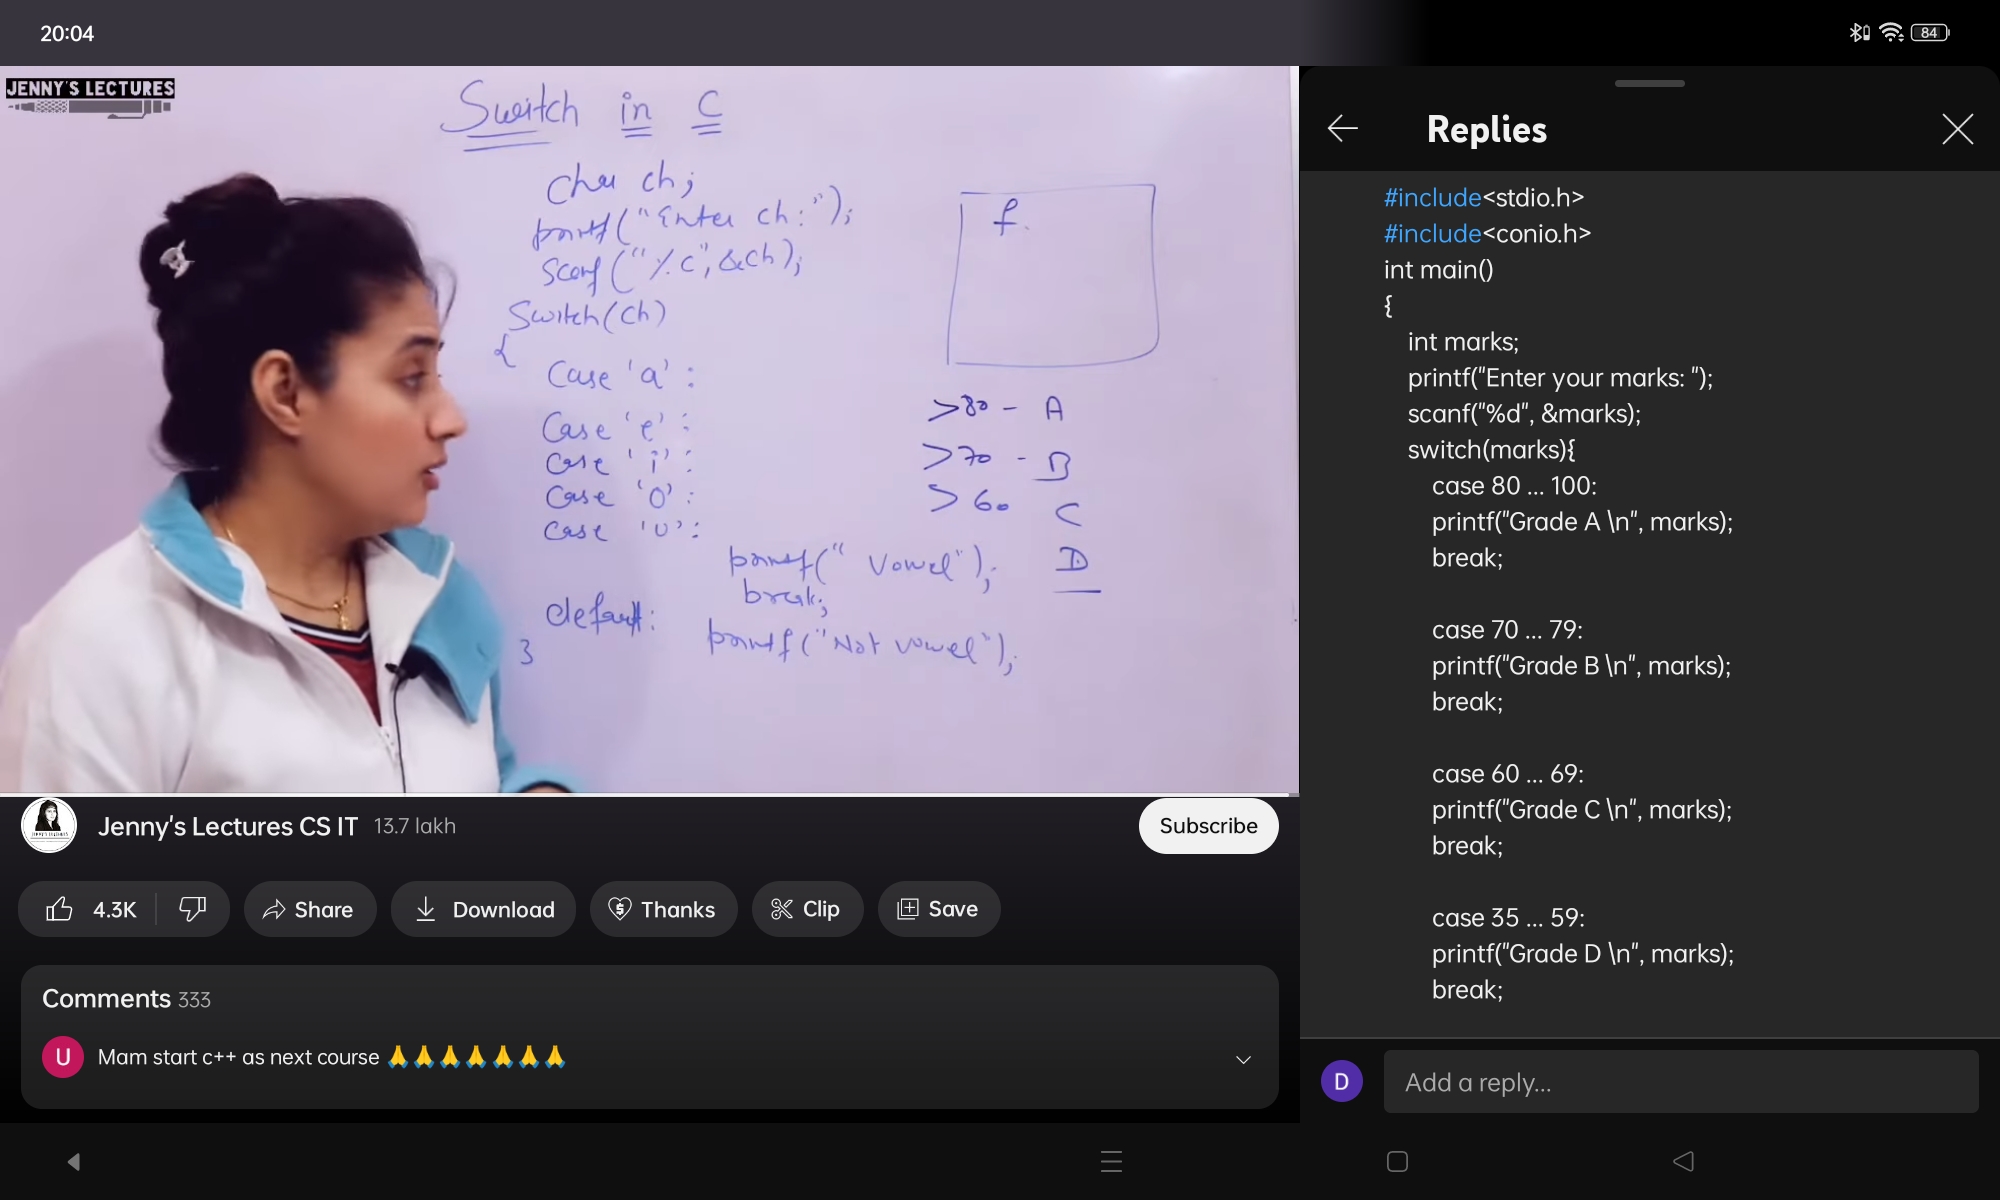 20:04
84
JENNY'S LECTURES
Switch in C
char ch;
printf("Enter ch:");
scanf("%c",&ch);
Switch(ch)
{
Case 'a' :
Case 'e' :
Case 'i' :
Case 'o' :
Case 'u' :
printf(" Vowel");
break;
default:
printf("Not vowel");
}
f.
>80 - A
>70 - B
>60 C
D
Jenny's Lectures CS IT 13.7 lakh
Subscribe
4.3K
Share
Download
Thanks
Clip
Save
Comments 333
U
Mam start c++ as next course 🙏🙏🙏🙏🙏🙏🙏
Replies
#include<stdio.h>
#include<conio.h>
int main()
{
int marks;
printf("Enter your marks: ");
scanf("%d", &marks);
switch(marks){
case 80 ... 100:
printf("Grade A \n", marks);
break;
case 70 ... 79:
printf("Grade B \n", marks);
break;
case 60 ... 69:
printf("Grade C \n", marks);
break;
case 35 ... 59:
printf("Grade D \n", marks);
break;
D
Add a reply...